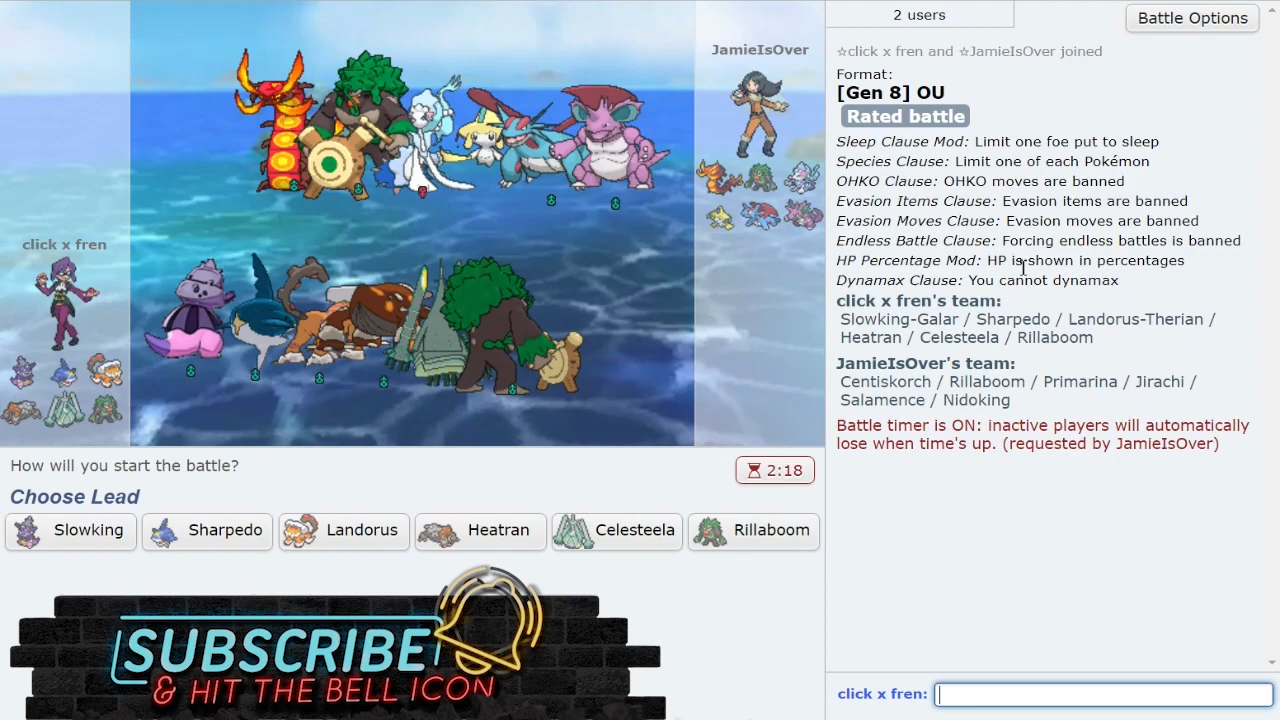 2 users
Battle Options
☆click x fren and ☆JamieIsOver joined
Format:
[Gen 8] OU
Rated battle
Sleep Clause Mod: Limit one foe put to sleep
Species Clause: Limit one of each Pokémon
OHKO Clause: OHKO moves are banned
Evasion Items Clause: Evasion items are banned
Evasion Moves Clause: Evasion moves are banned
Endless Battle Clause: Forcing endless battles is banned
HP Percentage Mod: HP is shown in percentages
Dynamax Clause: You cannot dynamax
click x fren's team:
Slowking-Galar / Sharpedo / Landorus-Therian /
Heatran / Celesteela / Rillaboom
JamieIsOver's team:
Centiskorch / Rillaboom / Primarina / Jirachi /
Salamence / Nidoking
Battle timer is ON: inactive players will automatically
lose when time's up. (requested by JamieIsOver)
click x fren:
JamieIsOver
click x fren
How will you start the battle?
2:18
Choose Lead
Slowking
Sharpedo
Landorus
Heatran
Celesteela
Rillaboom
SUBSCRIBE
& HIT THE BELL ICON